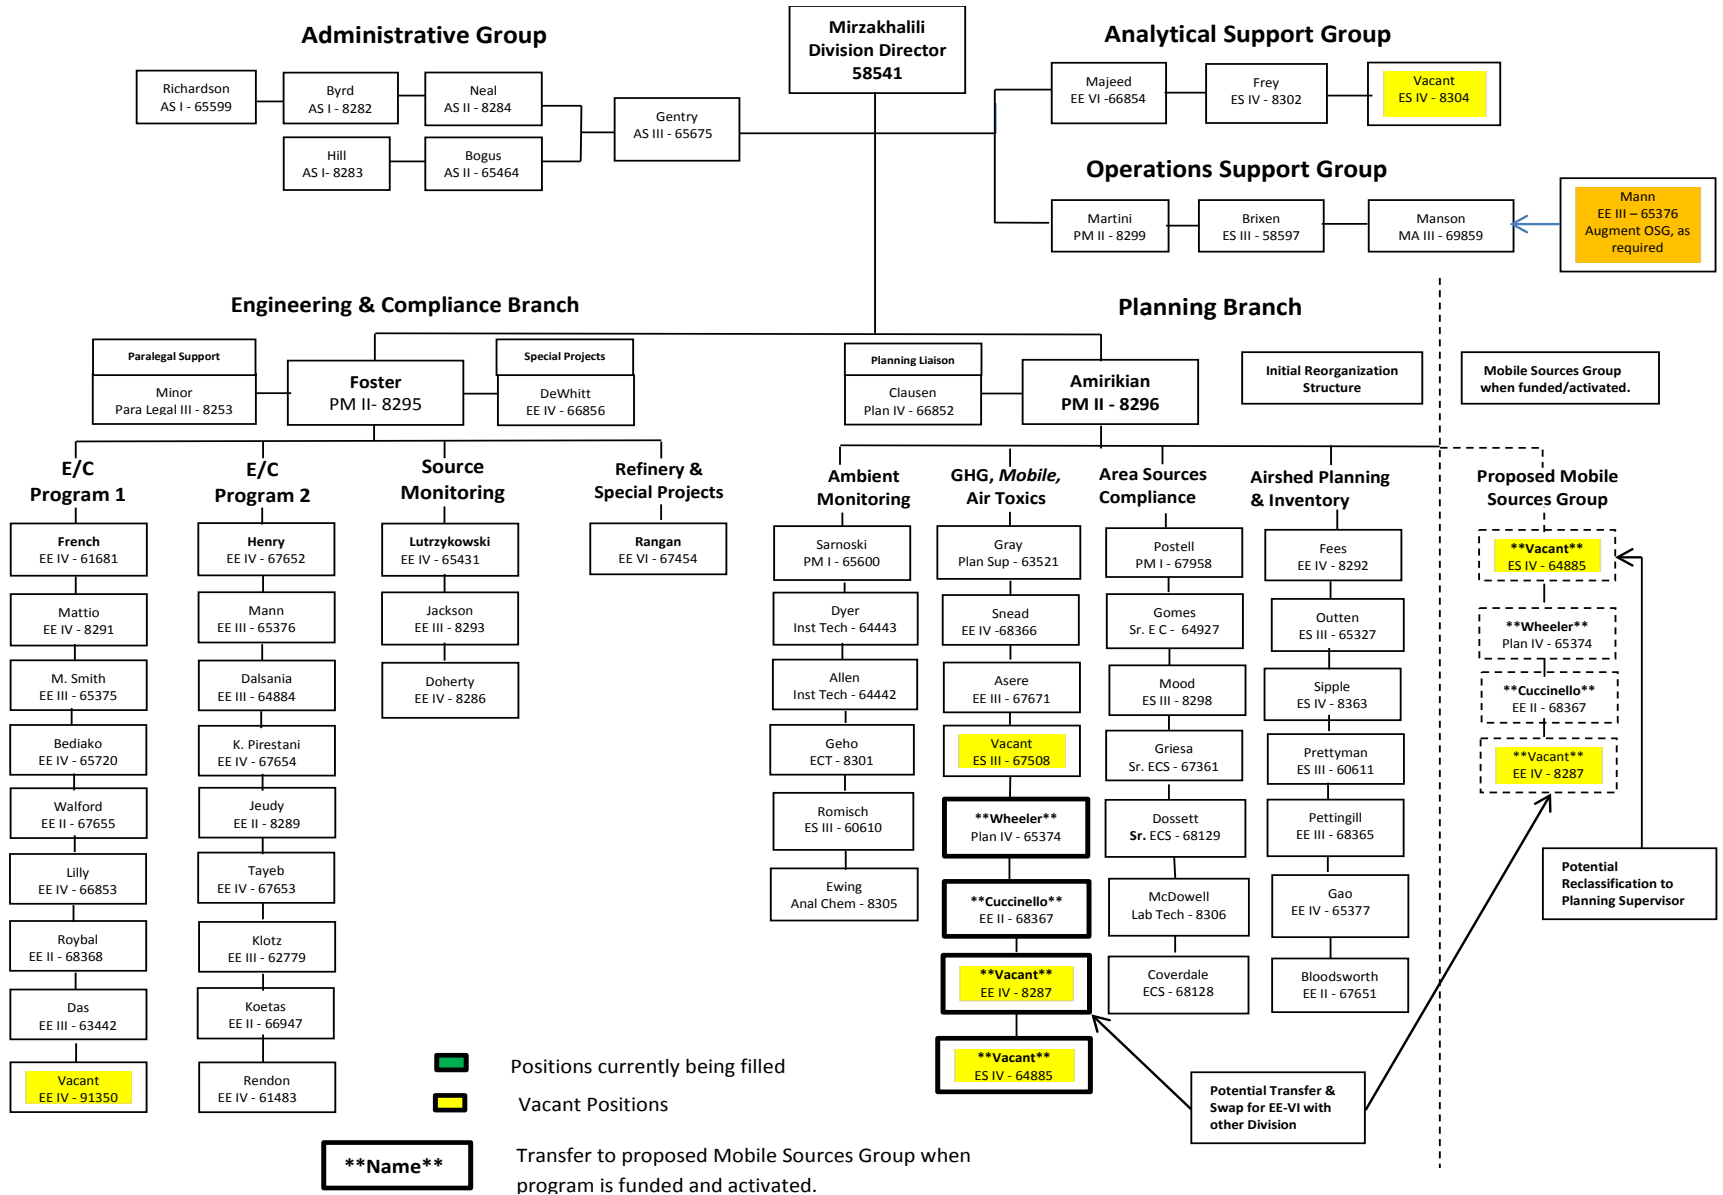 Mirzakhalili
Division Director
58541
Administrative Group
Richardson
AS I - 65599
Byrd
AS I - 8282
Neal
AS II - 8284
Hill
AS I- 8283
Bogus
AS II - 65464
Gentry
AS III - 65675
Analytical Support Group
Majeed
EE VI -66854
Frey
ES IV - 8302
Vacant
ES IV - 8304
Operations Support Group
Martini
PM II - 8299
Brixen
ES III - 58597
Manson
MA III - 69859
Mann
EE III – 65376
Augment OSG, as
required
Engineering & Compliance Branch
Paralegal Support
Minor
Para Legal III - 8253
Foster
PM II- 8295
Special Projects
DeWhitt
EE IV - 66856
Planning Branch
Planning Liaison
Clausen
Plan IV - 66852
Amirikian
PM II - 8296
Initial Reorganization
Structure
Mobile Sources Group
when funded/activated.
E/C
Program 1
French
EE IV - 61681
Mattio
EE IV - 8291
M. Smith
EE III - 65375
Bediako
EE IV - 65720
Walford
EE II - 67655
Lilly
EE IV - 66853
Roybal
EE II - 68368
Das
EE III - 63442
Vacant
EE IV - 91350
E/C
Program 2
Henry
EE IV - 67652
Mann
EE III - 65376
Dalsania
EE III - 64884
K. Pirestani
EE IV - 67654
Jeudy
EE II - 8289
Tayeb
EE IV - 67653
Klotz
EE III - 62779
Koetas
EE II - 66947
Rendon
EE IV - 61483
Source
Monitoring
Lutrzykowski
EE IV - 65431
Jackson
EE III - 8293
Doherty
EE IV - 8286
Refinery &
Special Projects
Rangan
EE VI - 67454
Ambient
Monitoring
Sarnoski
PM I - 65600
Dyer
Inst Tech - 64443
Allen
Inst Tech - 64442
Geho
ECT - 8301
Romisch
ES III - 60610
Ewing
Anal Chem - 8305
GHG, Mobile,
Air Toxics
Gray
Plan Sup - 63521
Snead
EE IV -68366
Asere
EE III - 67671
Vacant
ES III - 67508
**Wheeler**
Plan IV - 65374
**Cuccinello**
EE II - 68367
**Vacant**
EE IV - 8287
**Vacant**
ES IV - 64885
Area Sources
Compliance
Postell
PM I - 67958
Gomes
Sr. E C - 64927
Mood
ES III - 8298
Griesa
Sr. ECS - 67361
Dossett
Sr. ECS - 68129
McDowell
Lab Tech - 8306
Coverdale
ECS - 68128
Airshed Planning
& Inventory
Fees
EE IV - 8292
Outten
ES III - 65327
Sipple
ES IV - 8363
Prettyman
ES III - 60611
Pettingill
EE III - 68365
Gao
EE IV - 65377
Bloodsworth
EE II - 67651
Proposed Mobile
Sources Group
**Vacant**
ES IV - 64885
**Wheeler**
Plan IV - 65374
**Cuccinello**
EE II - 68367
**Vacant**
EE IV - 8287
Potential
Reclassification to
Planning Supervisor
Potential Transfer &
Swap for EE-VI with
other Division
Positions currently being filled
Vacant Positions
**Name**
Transfer to proposed Mobile Sources Group when
program is funded and activated.